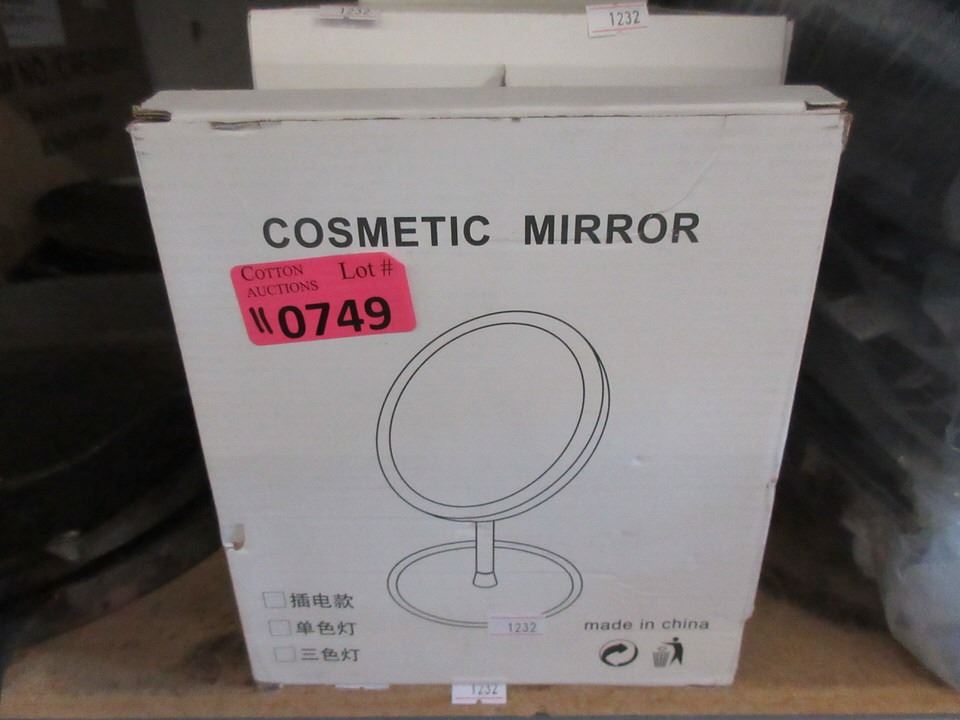 1232
1232
COSMETIC MIRROR
COTTON AUCTIONS Lot #
0749
插电款
单色灯
三色灯
1232
made in china
1232